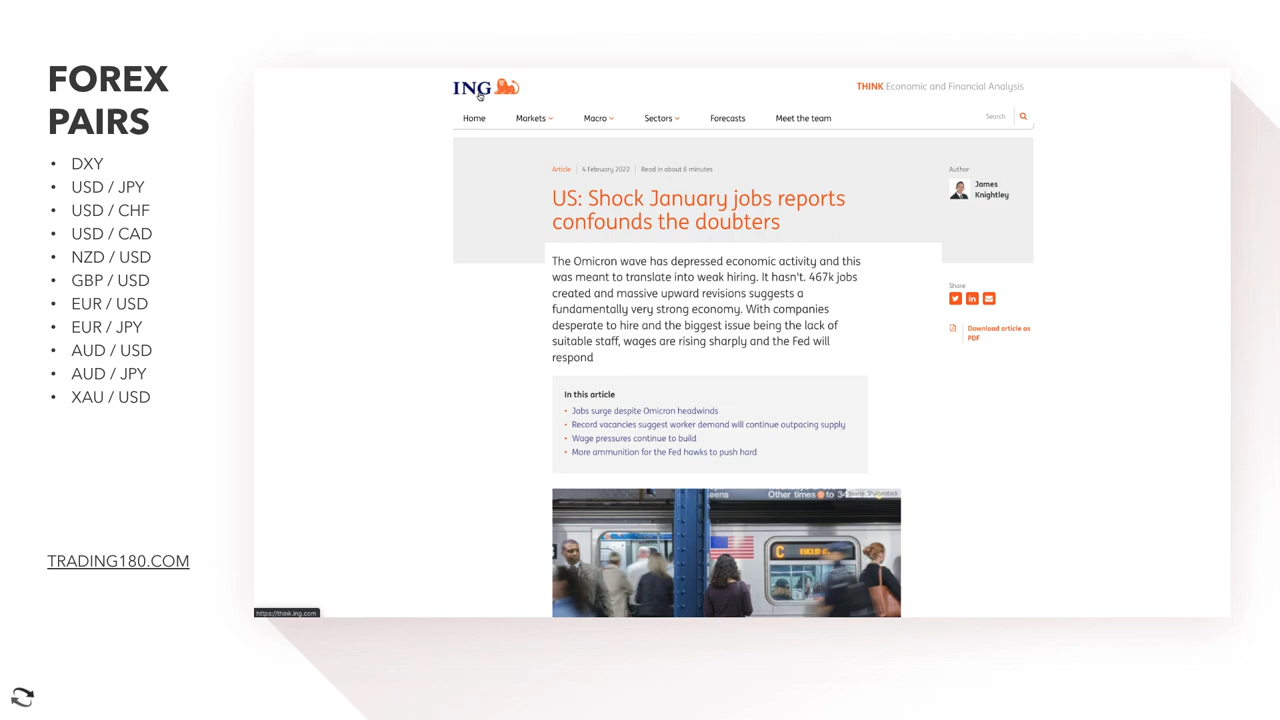 FOREX
PAIRS
• DXY
• USD / JPY
• USD / CHF
• USD / CAD
• NZD / USD
• GBP / USD
• EUR / USD
• EUR / JPY
• AUD / USD
• AUD / JPY
• XAU / USD
TRADING180.COM
ING
THINK Economic and Financial Analysis
Home Markets Macro Sectors Forecasts Meet the team
Search
Article | 4 February 2022 | Read in about 6 minutes
US: Shock January jobs reports
confounds the doubters
Author
James
Knightley
The Omicron wave has depressed economic activity and this
was meant to translate into weak hiring. It hasn't. 467k jobs
created and massive upward revisions suggests a
fundamentally very strong economy. With companies
desperate to hire and the biggest issue being the lack of
suitable staff, wages are rising sharply and the Fed will
respond
Share
Download article as
PDF
In this article
• Jobs surge despite Omicron headwinds
• Record vacancies suggest worker demand will continue outpacing supply
• Wage pressures continue to build
• More ammunition for the Fed hawks to push hard
eens
Other times to 34
Source: Shutterstock
C EUCLID
https://think.ing.com